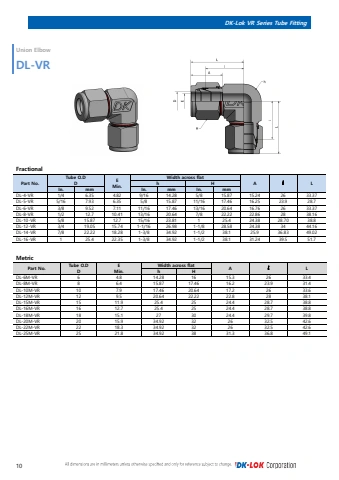 DK-Lok VR Series Tube Fitting
Union Elbow
DL-VR
Fractional
Part No. Tube O.D D E Min. Width across flat h H A L
In. mm In. mm In. mm
DL-4-VR 1/4 6.35 4.82 9/16 14.28 5/8 15.87 15.24 26 33.37
DL-5-VR 5/16 7.93 6.35 5/8 15.87 11/16 17.46 16.25 23.9 28.7
DL-6-VR 3/8 9.52 7.11 11/16 17.46 13/16 20.64 16.76 26 33.37
DL-8-VR 1/2 12.7 10.41 13/16 20.64 7/8 22.22 22.86 28 38.16
DL-10-VR 5/8 15.87 12.7 15/16 23.81 1 25.4 24.38 28.70 38.8
DL-12-VR 3/4 19.05 15.74 1-1/16 26.98 1-1/8 28.58 24.38 34 44.16
DL-14-VR 7/8 22.22 18.28 1-3/8 34.92 1-1/2 38.1 25.9 36.83 49.02
DL-16-VR 1 25.4 22.35 1-3/8 34.92 1-1/2 38.1 31.24 39.5 51.7
Metric
Part No. Tube O.D D E Min. Width across flat h H A L
DL-6M-VR 6 4.8 14.28 16 15.3 26 33.4
DL-8M-VR 8 6.4 15.87 17.46 16.2 23.9 31.4
DL-10M-VR 10 7.9 17.46 20.64 17.2 26 33.6
DL-12M-VR 12 9.5 20.64 22.22 22.8 28 38.1
DL-15M-VR 15 11.9 25.4 25 24.4 28.7 38.8
DL-16M-VR 16 12.7 25.4 25 24.4 28.7 38.8
DL-18M-VR 18 15.1 27 30 24.4 29.7 39.8
DL-20M-VR 20 15.9 34.92 32 26 32.5 42.6
DL-22M-VR 22 18.3 34.92 32 26 32.5 42.6
DL-25M-VR 25 21.8 34.92 38 31.3 36.8 49.1
10 All dimensions are in millimeters unless otherwise specified and only for reference subject to change. DK-LOK Corporation